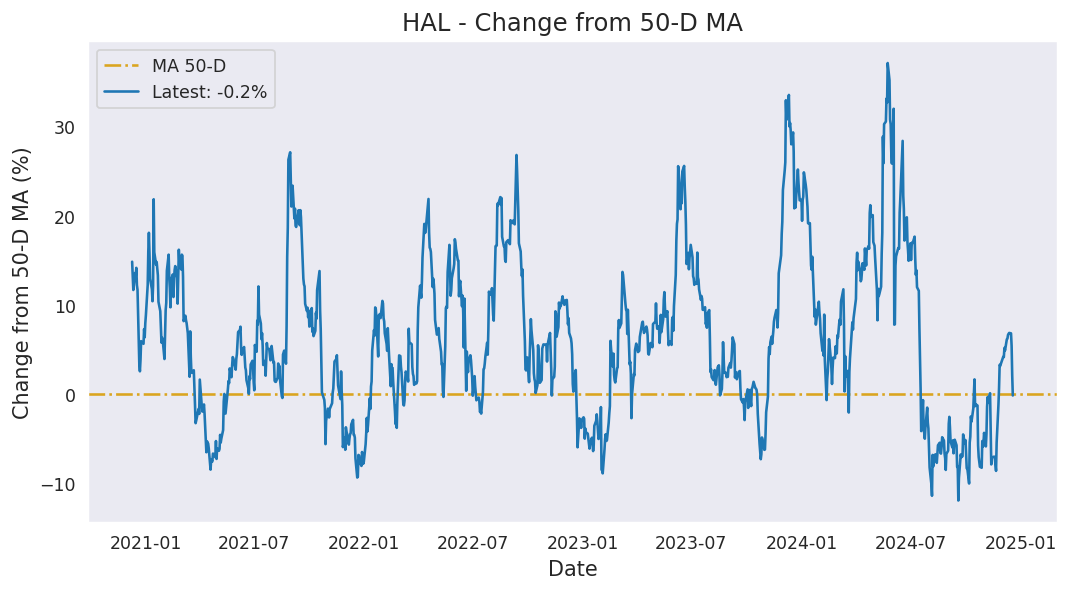 HAL - Change from 50-D MA
MA 50-D
Latest: -0.2%
Change from 50-D MA (%)
30
20
10
0
−10
2021-01 2021-07 2022-01 2022-07 2023-01 2023-07 2024-01 2024-07 2025-01
Date